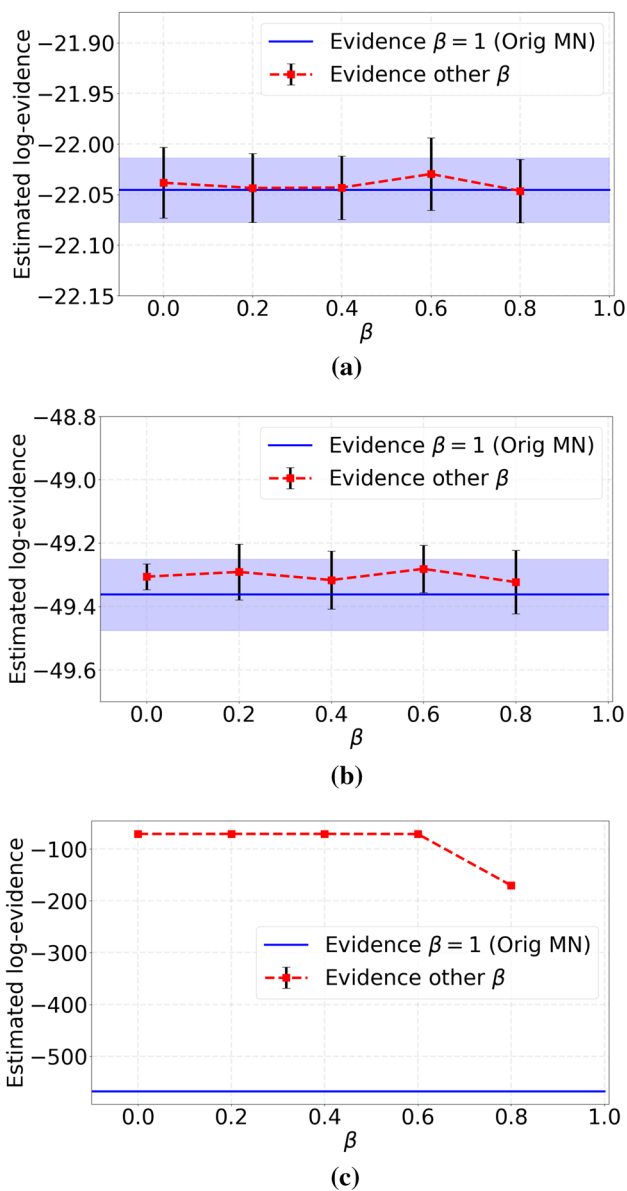 −21.90
−21.95
−22.00
−22.05
−22.10
−22.15
Estimated log-evidence
Evidence β = 1 (Orig MN)
Evidence other β
0.0 0.2 0.4 0.6 0.8 1.0
β
(a)
−48.8
−49.0
−49.2
−49.4
−49.6
Estimated log-evidence
Evidence β = 1 (Orig MN)
Evidence other β
0.0 0.2 0.4 0.6 0.8 1.0
β
(b)
−100
−200
−300
−400
−500
Estimated log-evidence
Evidence β = 1 (Orig MN)
Evidence other β
0.0 0.2 0.4 0.6 0.8 1.0
β
(c)